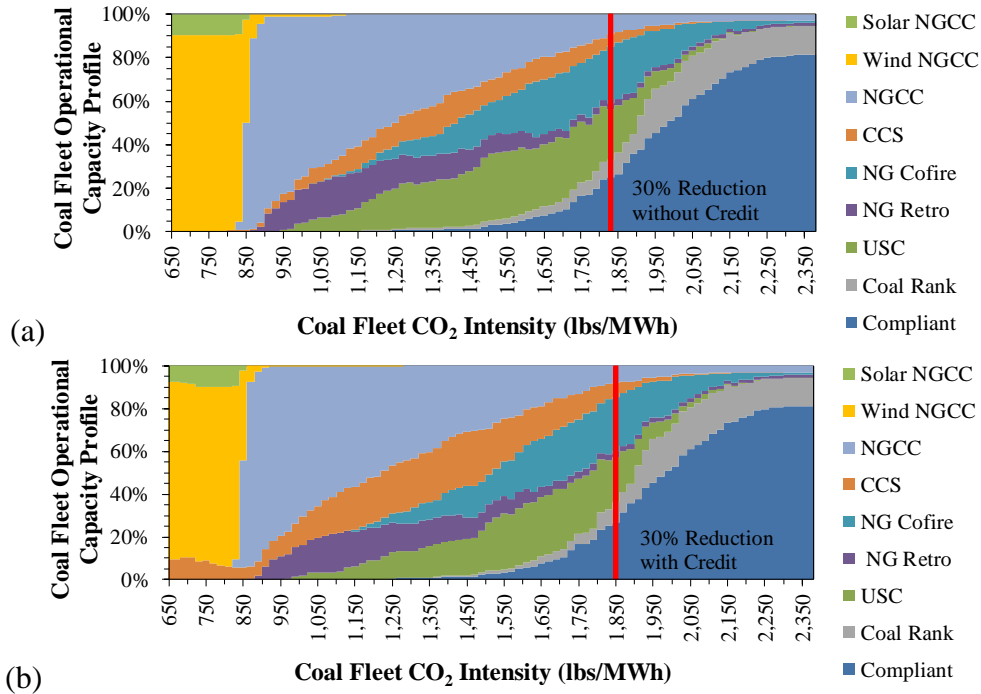 (a)
Coal Fleet Operational
Capacity Profile
100%
80%
60%
40%
20%
0%
30% Reduction
without Credit
650
750
850
950
1,050
1,150
1,250
1,350
1,450
1,550
1,650
1,750
1,850
1,950
2,050
2,150
2,250
2,350
Coal Fleet CO2 Intensity (lbs/MWh)
Solar NGCC
Wind NGCC
NGCC
CCS
NG Cofire
NG Retro
USC
Coal Rank
Compliant
(b)
Coal Fleet Operational
Capacity Profile
100%
80%
60%
40%
20%
0%
30% Reduction
with Credit
650
750
850
950
1,050
1,150
1,250
1,350
1,450
1,550
1,650
1,750
1,850
1,950
2,050
2,150
2,250
2,350
Coal Fleet CO2 Intensity (lbs/MWh)
Solar NGCC
Wind NGCC
NGCC
CCS
NG Cofire
NG Retro
USC
Coal Rank
Compliant